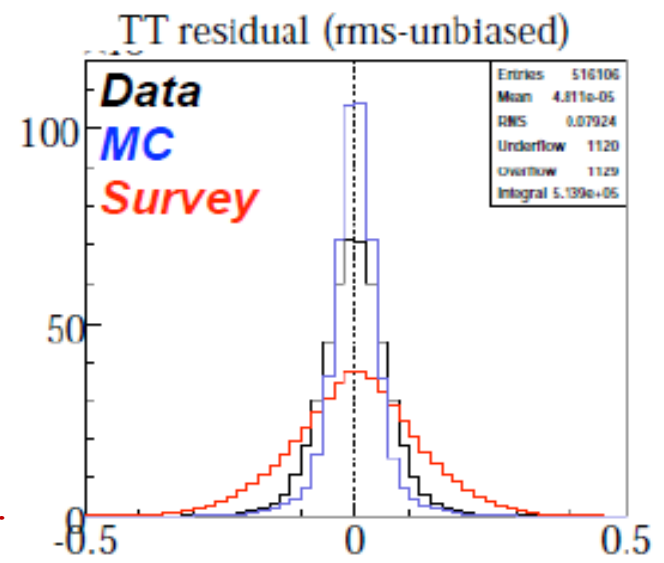 TT residual (rms-unbiased)
Data
MC
Survey
Entries 516106
Mean 4.811e-05
RMS 0.07924
Underflow 1120
Overflow 1129
Integral 5.139e+05
100
50
0
-0.5 0 0.5